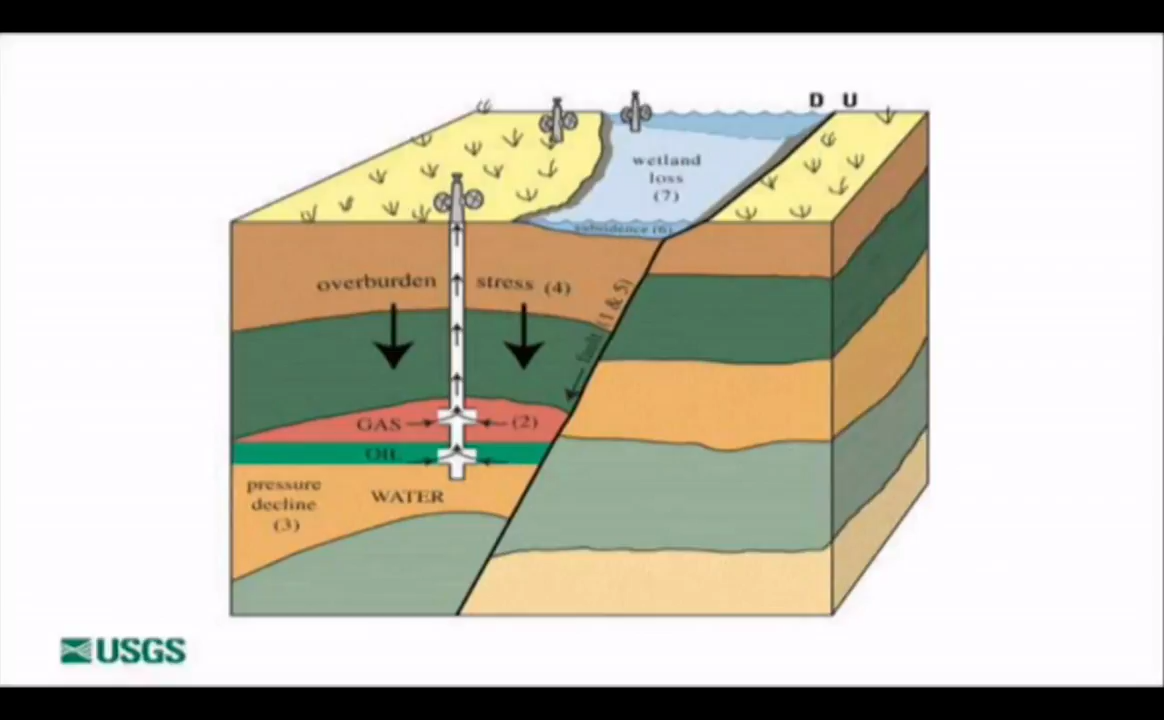 D U
wetland
loss
(7)
subsidence (6)
overburden stress (4)
fault (1 & 5)
GAS (2)
OIL
pressure
decline
(3)
WATER
USGS